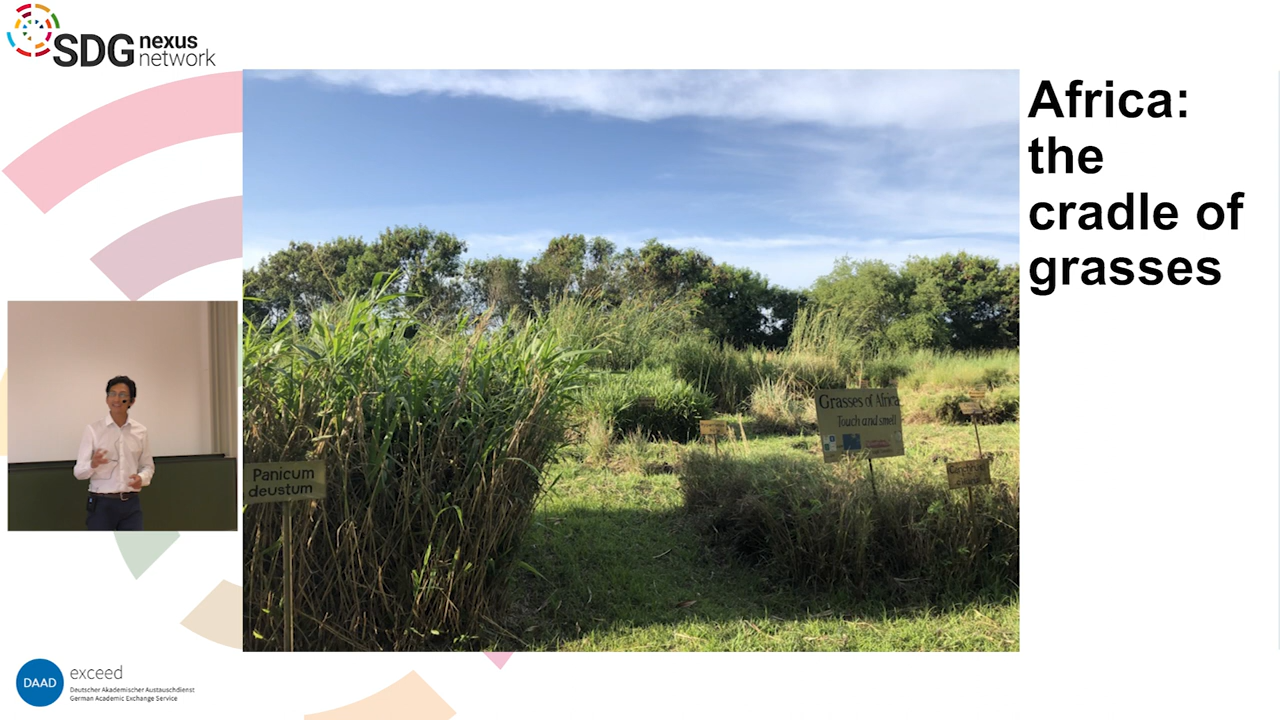 SDG nexus
network
Africa:
the
cradle of
grasses
Grasses of Africa
Touch and smell
Panicum
deustum
DAAD
exceed
Deutscher Akademischer Austauschdienst
German Academic Exchange Service